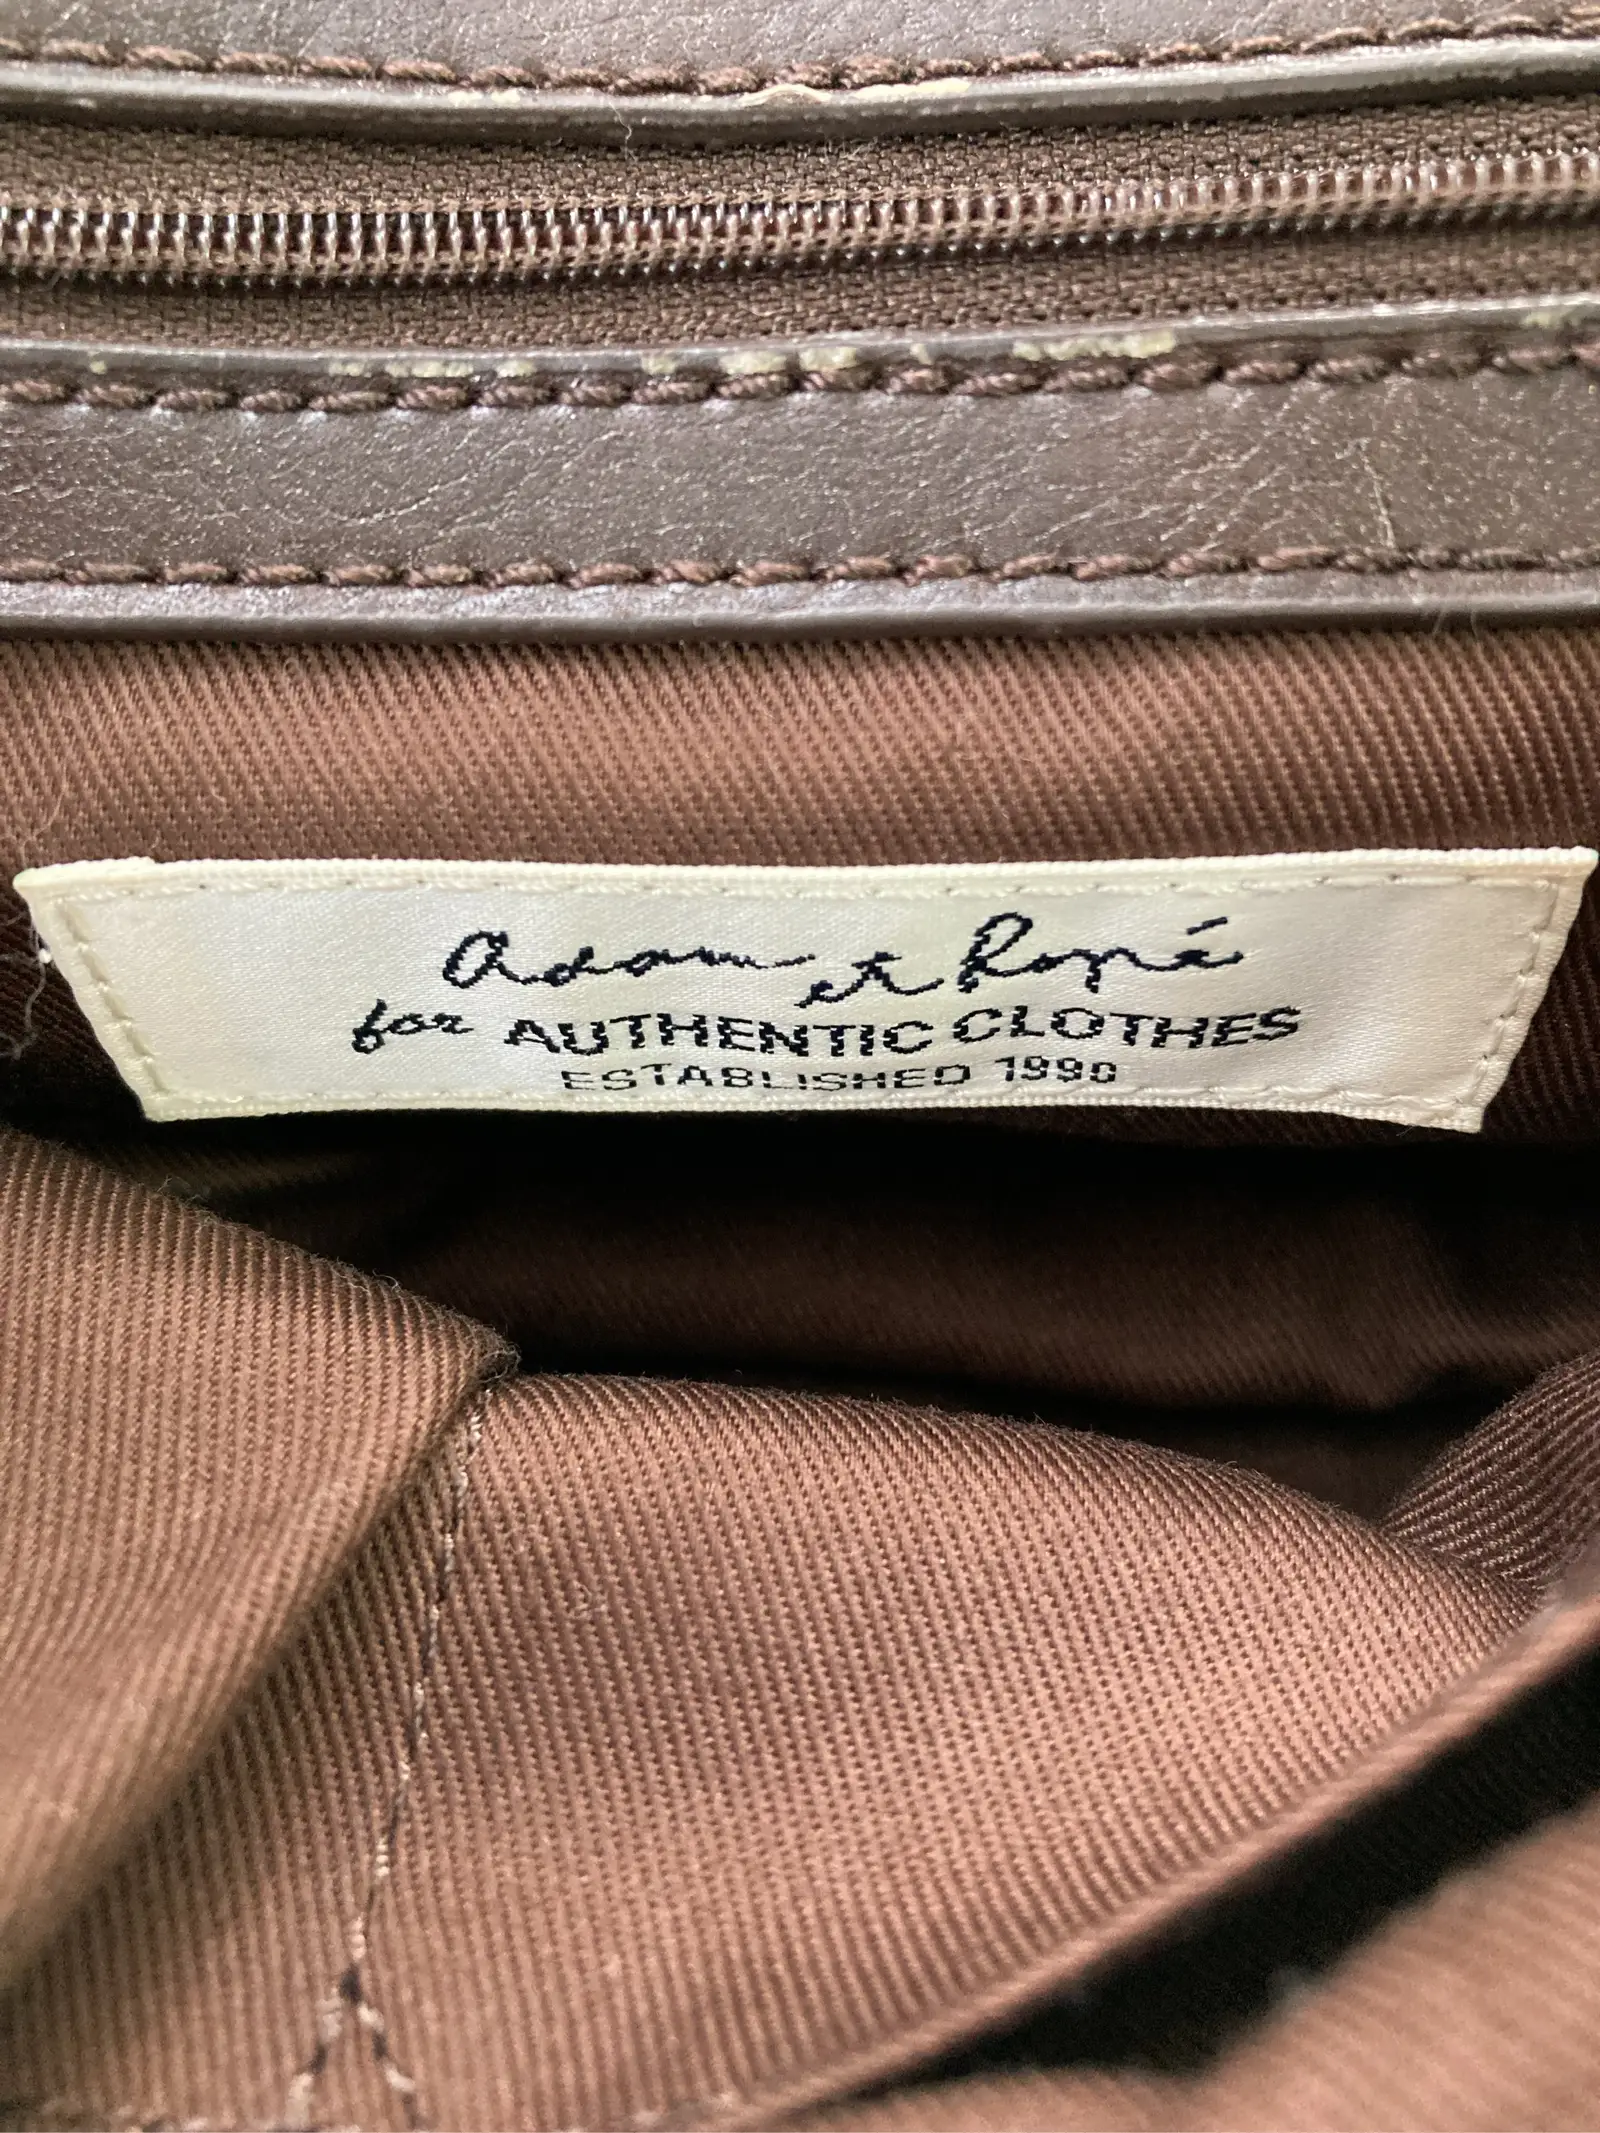 Adam et Ropé
for AUTHENTIC CLOTHES
ESTABLISHED 1990